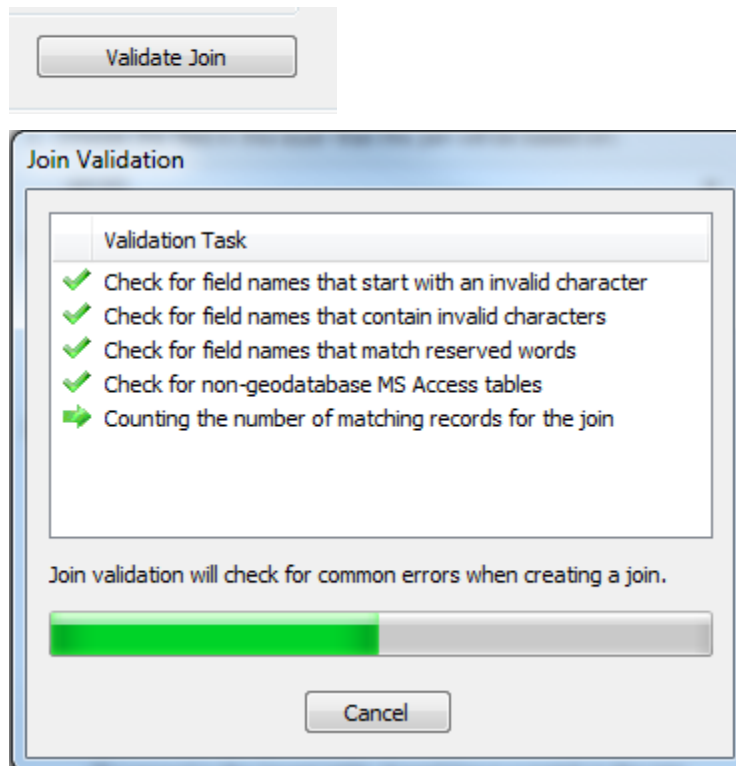 Validate Join
Join Validation
Validation Task
Check for field names that start with an invalid character
Check for field names that contain invalid characters
Check for field names that match reserved words
Check for non-geodatabase MS Access tables
Counting the number of matching records for the join
Join validation will check for common errors when creating a join.
Cancel